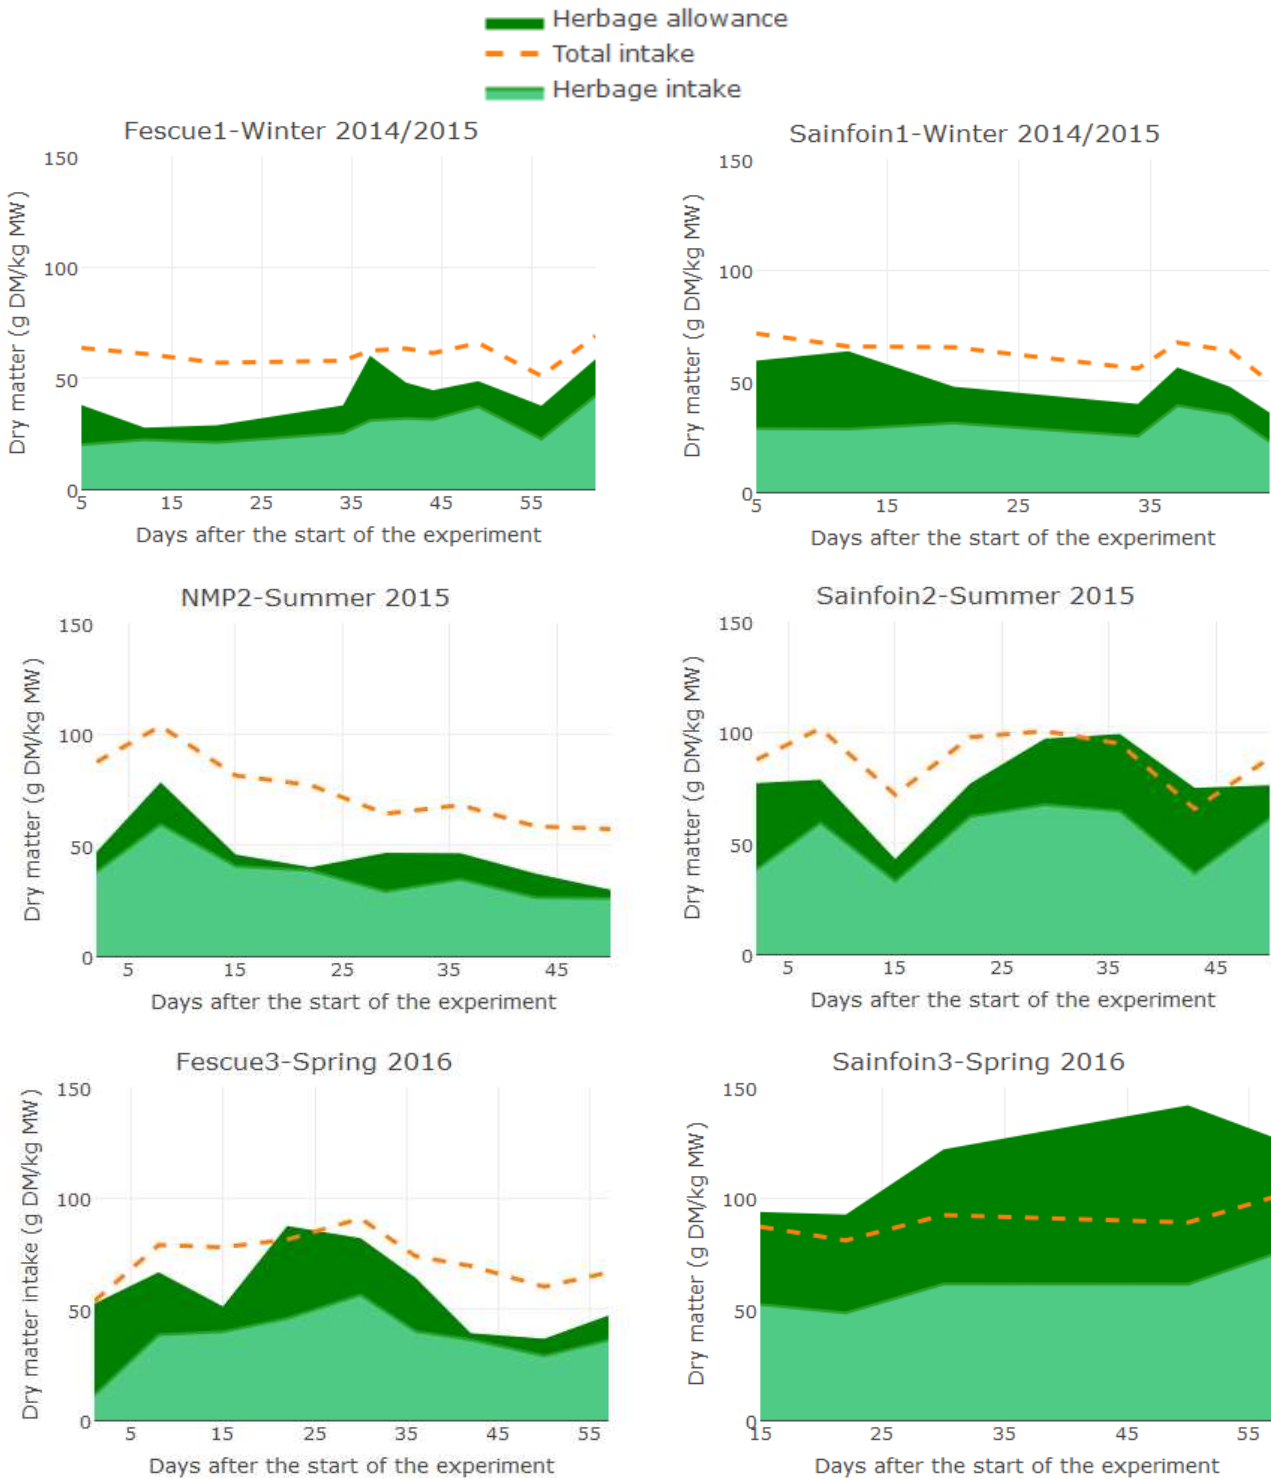 Herbage allowance
Total intake
Herbage intake
Fescue1-Winter 2014/2015
Dry matter (g DM/kg MW)
150
100
50
0
5 15 25 35 45 55
Days after the start of the experiment
Sainfoin1-Winter 2014/2015
Dry matter (g DM/kg MW)
150
100
50
0
5 15 25 35
Days after the start of the experiment
NMP2-Summer 2015
Dry matter (g DM/kg MW)
150
100
50
0
5 15 25 35 45
Days after the start of the experiment
Sainfoin2-Summer 2015
Dry matter (g DM/kg MW)
150
100
50
0
5 15 25 35 45
Days after the start of the experiment
Fescue3-Spring 2016
Dry matter intake (g DM/kg MW)
150
100
50
0
5 15 25 35 45 55
Days after the start of the experiment
Sainfoin3-Spring 2016
Dry matter (g DM/kg MW)
150
100
50
0
15 25 35 45 55
Days after the start of the experiment